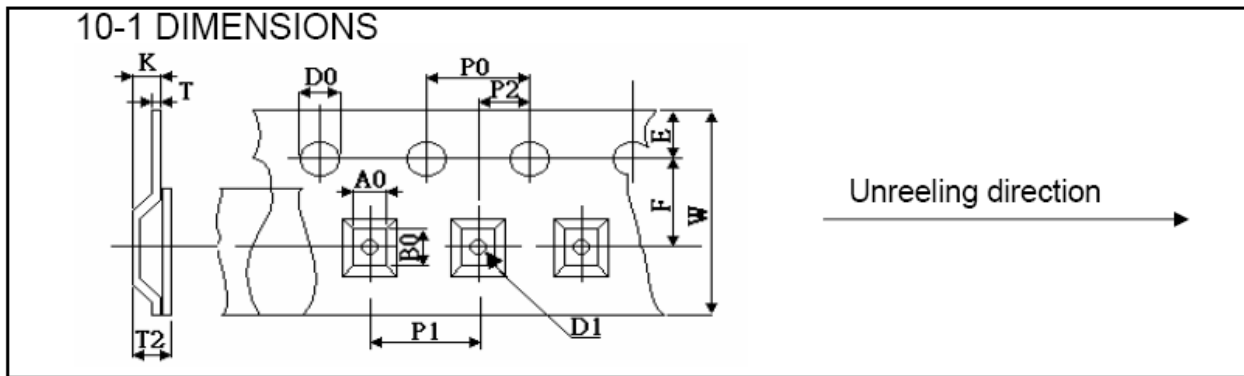 10-1 DIMENSIONS
K
T
D0
P0
P2
E
A0
F
W
B0
Unreeling direction
T2
P1
D1